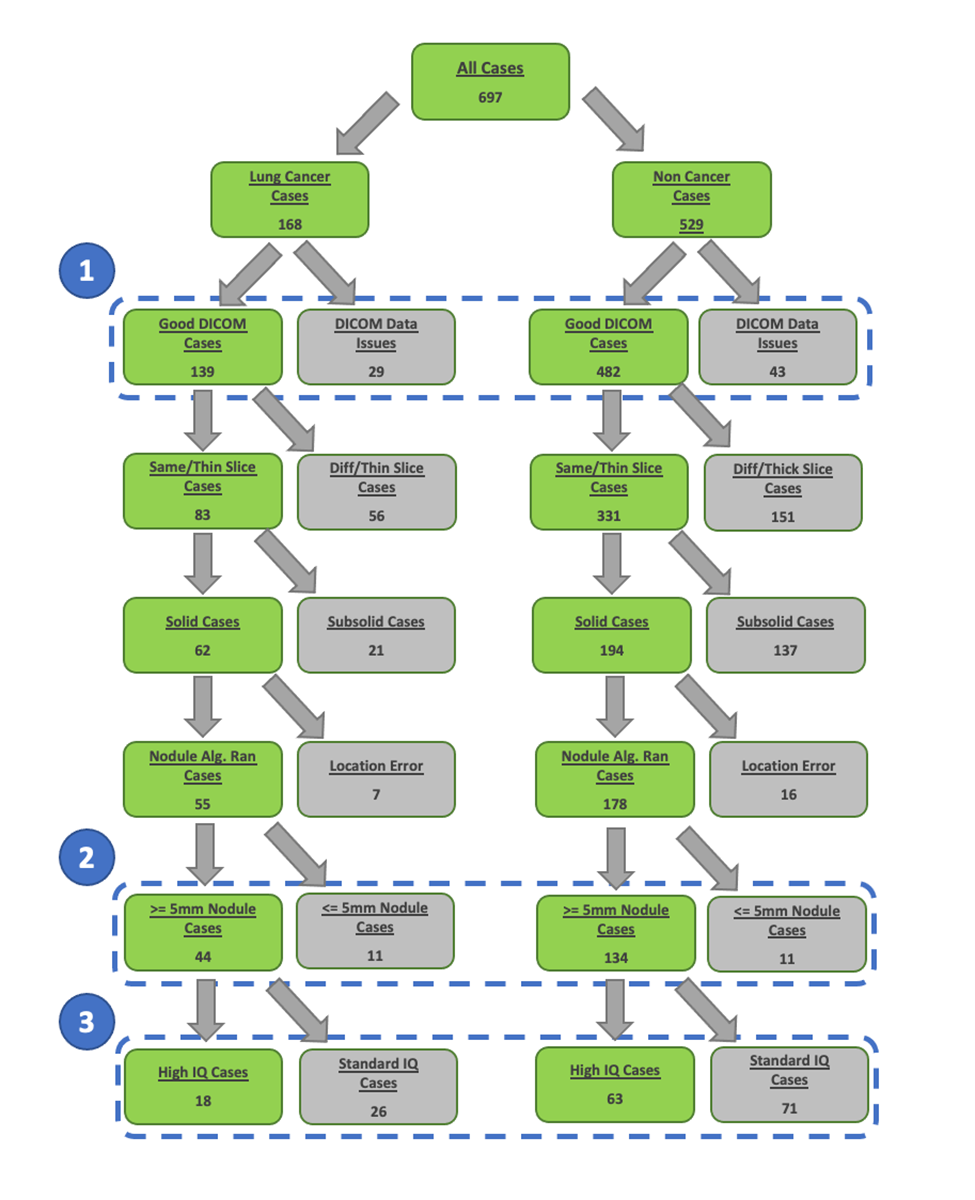 All Cases
697
Lung Cancer
Cases
168
Non Cancer
Cases
529
1
Good DICOM
Cases
139
DICOM Data
Issues
29
Good DICOM
Cases
482
DICOM Data
Issues
43
Same/Thin Slice
Cases
83
Diff/Thin Slice
Cases
56
Same/Thin Slice
Cases
331
Diff/Thick Slice
Cases
151
Solid Cases
62
Subsolid Cases
21
Solid Cases
194
Subsolid Cases
137
Nodule Alg. Ran
Cases
55
Location Error
7
Nodule Alg. Ran
Cases
178
Location Error
16
2
>= 5mm Nodule
Cases
44
<= 5mm Nodule
Cases
11
>= 5mm Nodule
Cases
134
<= 5mm Nodule
Cases
11
3
High IQ Cases
18
Standard IQ
Cases
26
High IQ Cases
63
Standard IQ
Cases
71